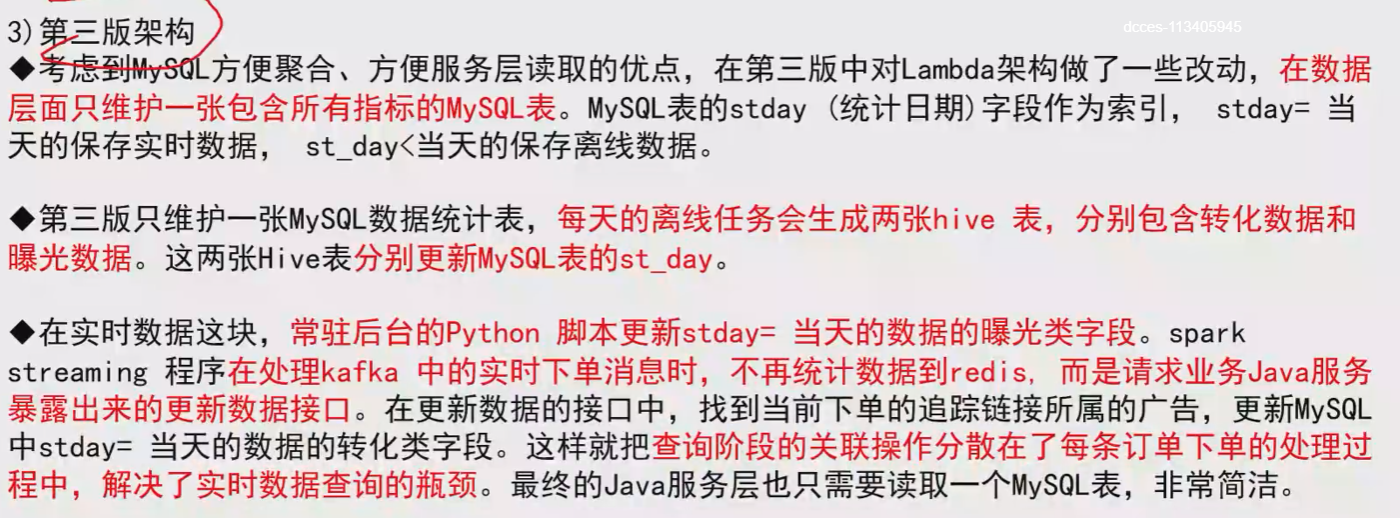 dcces-113405945
3)第三版架构
◆考虑到MySQL方便聚合、方便服务层读取的优点，在第三版中对Lambda架构做了一些改动，在数据
层面只维护一张包含所有指标的MySQL表。MySQL表的stday (统计日期)字段作为索引， stday= 当
天的保存实时数据， st_day<当天的保存离线数据。
◆第三版只维护一张MySQL数据统计表，每天的离线任务会生成两张hive 表，分别包含转化数据和
曝光数据。这两张Hive表分别更新MySQL表的st_day。
◆在实时数据这块，常驻后台的Python 脚本更新stday= 当天的数据的曝光类字段。spark
streaming 程序在处理kafka 中的实时下单消息时，不再统计数据到redis, 而是请求业务Java服务
暴露出来的更新数据接口。在更新数据的接口中，找到当前下单的追踪链接所属的广告，更新MySQL
中stday= 当天的数据的转化类字段。这样就把查询阶段的关联操作分散在了每条订单下单的处理过
程中，解决了实时数据查询的瓶颈。最终的Java服务层也只需要读取一个MySQL表，非常简洁。